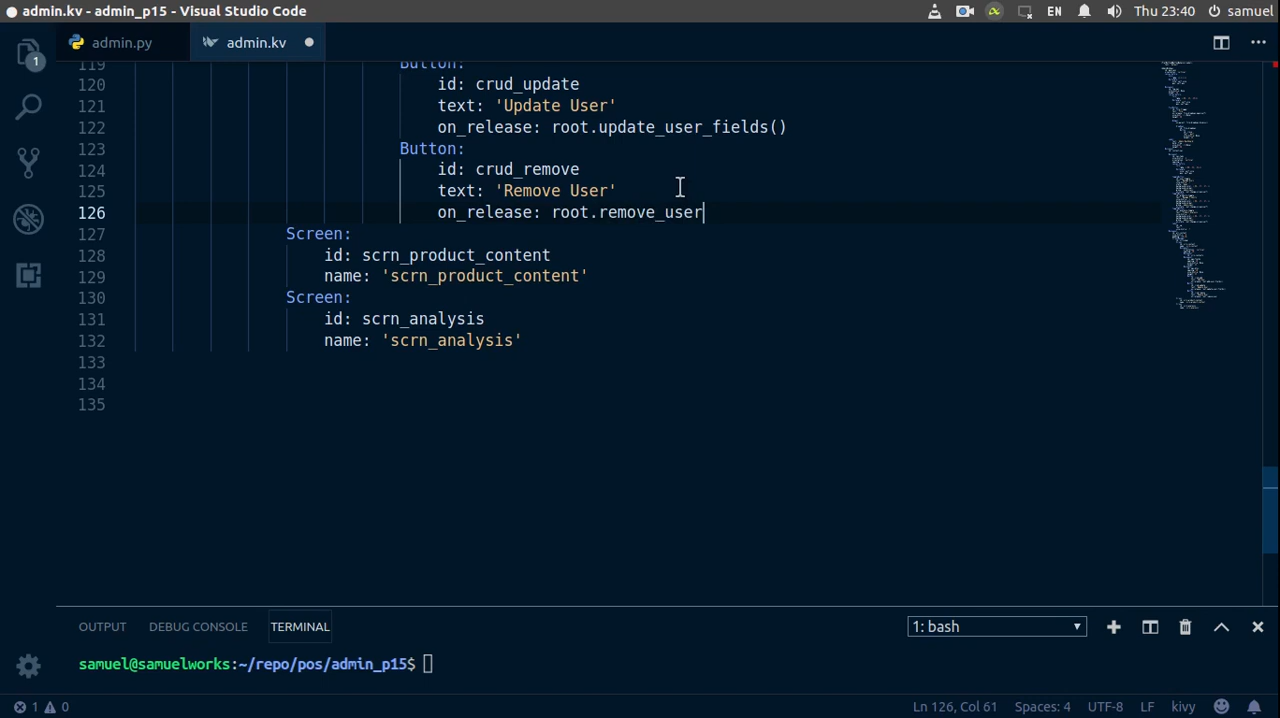 admin.kv - admin_p15 - Visual Studio Code
EN
Thu 23:40
samuel
1
admin.py
admin.kv
119 Button:
120 id: crud_update
121 text: 'Update User'
122 on_release: root.update_user_fields()
123 Button:
124 id: crud_remove
125 text: 'Remove User'
126 on_release: root.remove_user
127 Screen:
128 id: scrn_product_content
129 name: 'scrn_product_content'
130 Screen:
131 id: scrn_analysis
132 name: 'scrn_analysis'
133
134
135
OUTPUT DEBUG CONSOLE TERMINAL
1: bash
samuel@samuelworks:~/repo/pos/admin_p15$
1 0
Ln 126, Col 61 Spaces: 4 UTF-8 LF kivy